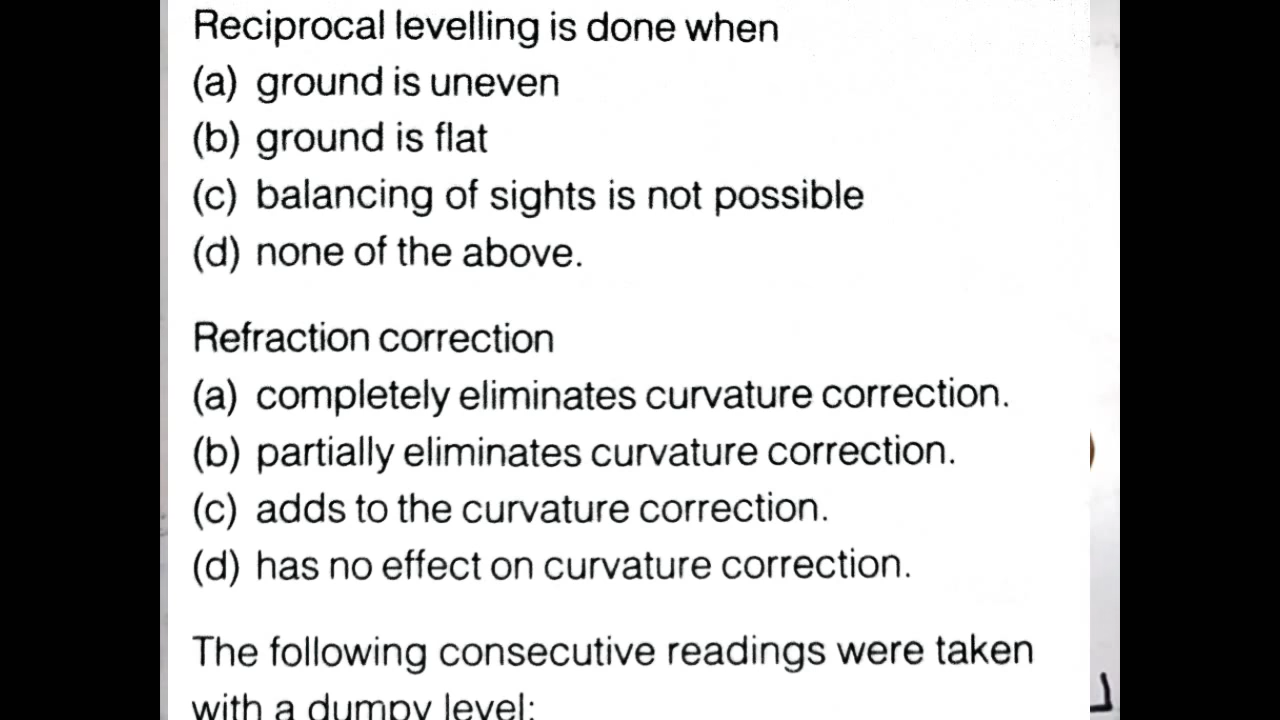 Reciprocal levelling is done when
(a) ground is uneven
(b) ground is flat
(c) balancing of sights is not possible
(d) none of the above.
Refraction correction
(a) completely eliminates curvature correction.
(b) partially eliminates curvature correction.
(c) adds to the curvature correction.
(d) has no effect on curvature correction.
The following consecutive readings were taken
with a dumpy level: